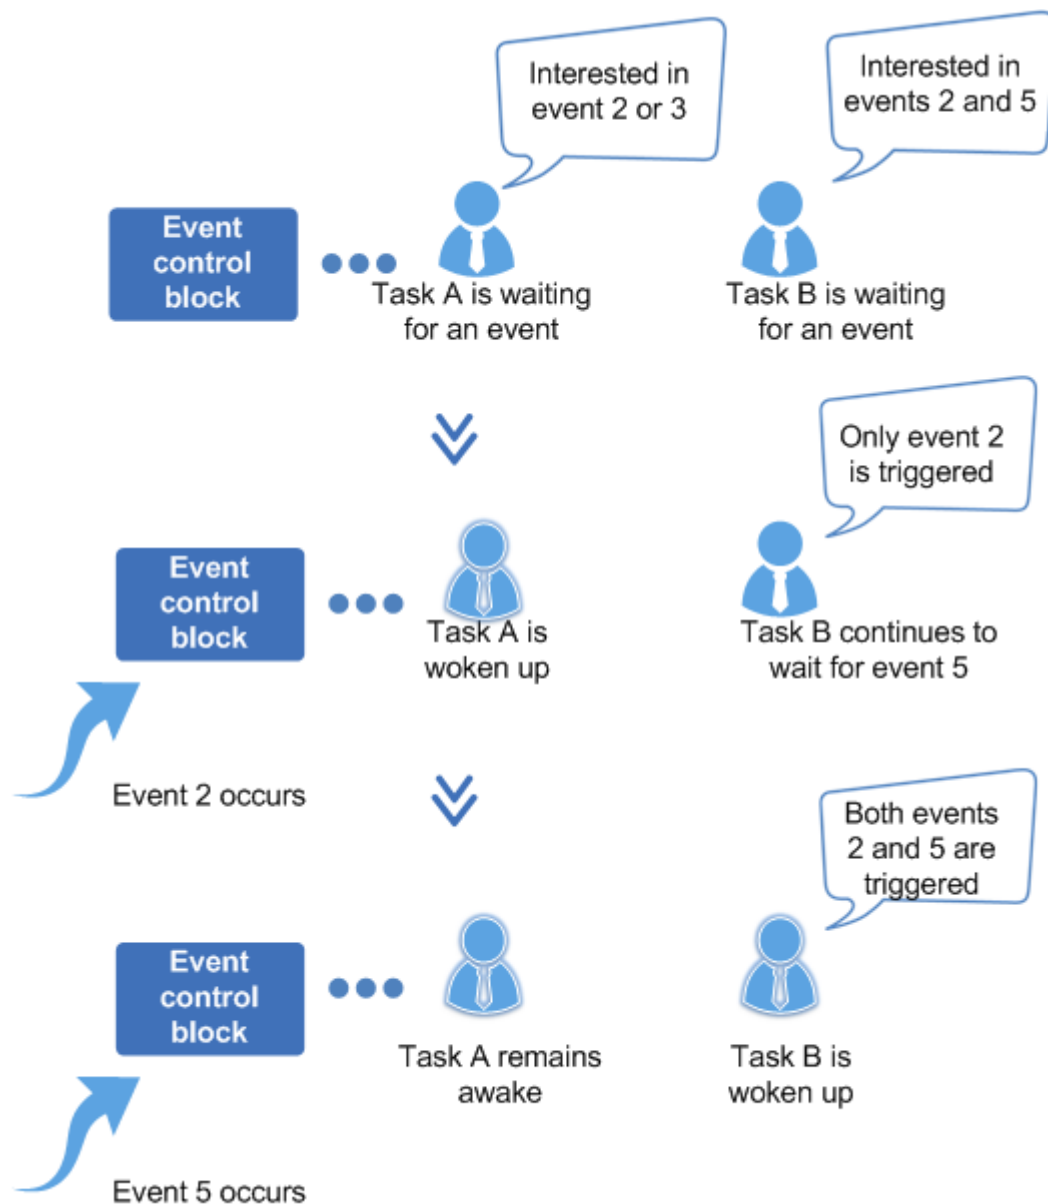 Interested in
event 2 or 3
Interested in
events 2 and 5
Event
control
block
Task A is waiting
for an event
Task B is waiting
for an event
Only event 2
is triggered
Event
control
block
Task A is
woken up
Task B continues to
wait for event 5
Event 2 occurs
Both events
2 and 5 are
triggered
Event
control
block
Task A remains
awake
Task B is
woken up
Event 5 occurs